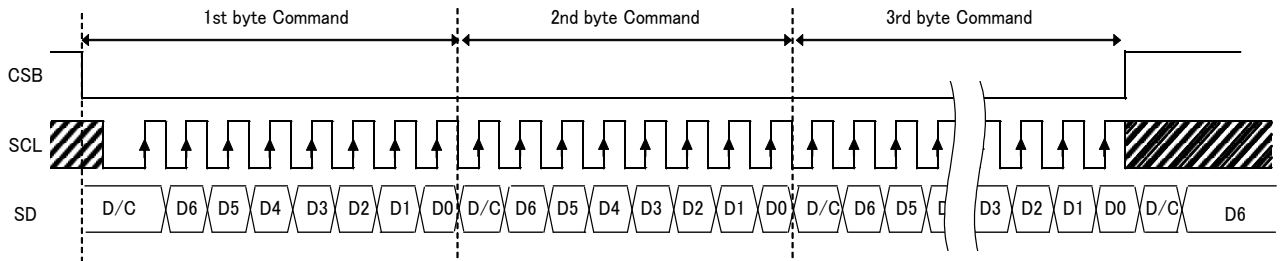 1st byte Command 2nd byte Command 3rd byte Command
CSB
SCL
SD D/C D6 D5 D4 D3 D2 D1 D0 D/C D6 D5 D4 D3 D2 D1 D0 D/C D6 D5 D3 D2 D1 D0 D/C D6